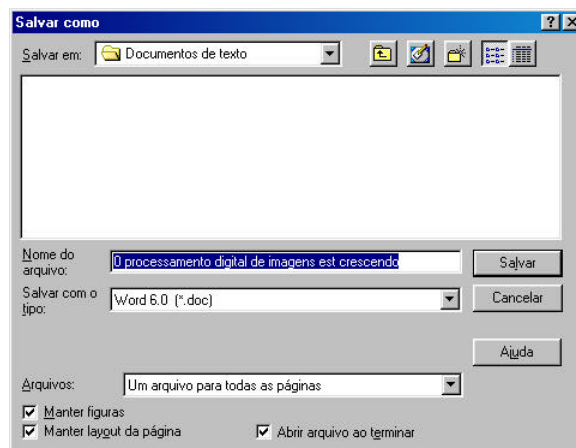 Salvar como
Salvar em: Documentos de texto
Nome do arquivo: 0 processamento digital de imagens est crescendo Salvar
Salvar com o tipo: Word 6.0 (*.doc) Cancelar
Ajuda
Arquivos: Um arquivo para todas as páginas
Manter figuras
Manter layout da página Abrir arquivo ao terminar